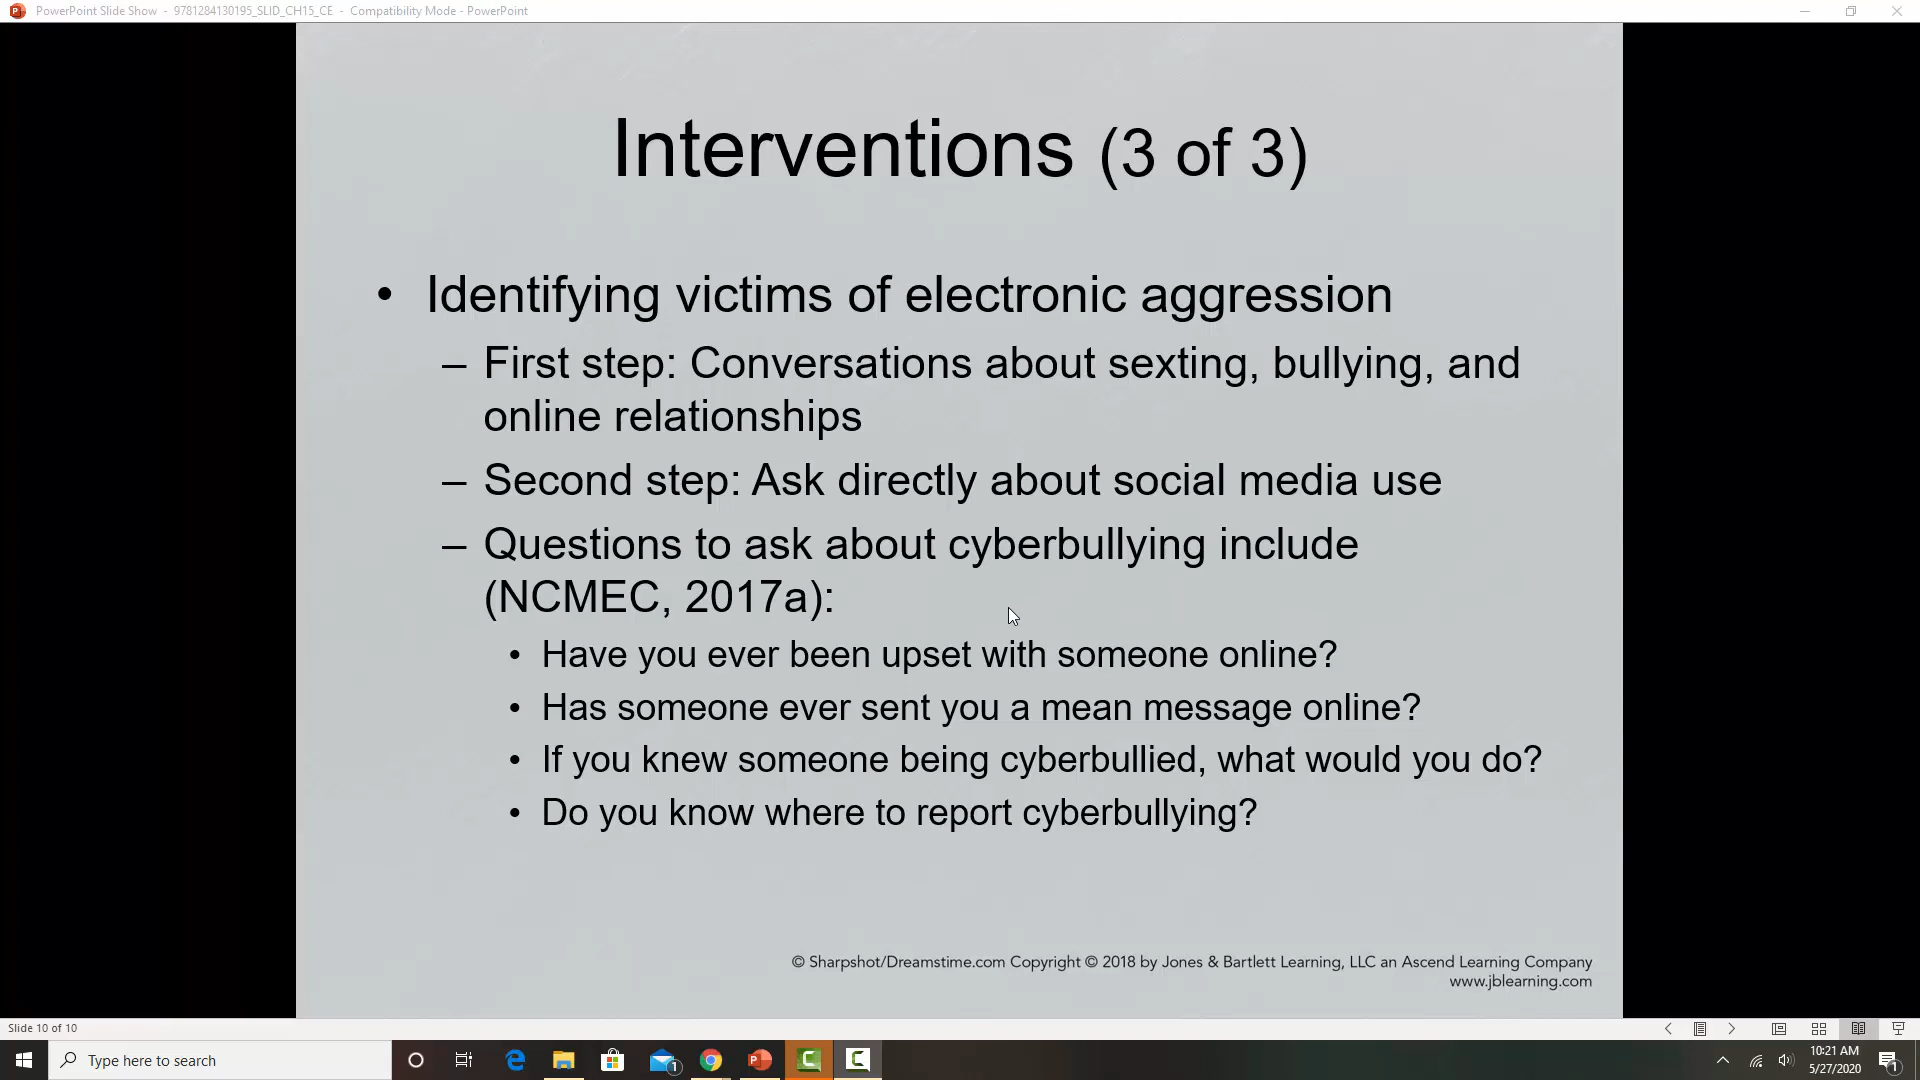 PowerPoint Slide Show - 9781284130195_SLID_CH15_CE - Compatibility Mode - PowerPoint
Interventions (3 of 3)
• Identifying victims of electronic aggression
– First step: Conversations about sexting, bullying, and
online relationships
– Second step: Ask directly about social media use
– Questions to ask about cyberbullying include
(NCMEC, 2017a):
• Have you ever been upset with someone online?
• Has someone ever sent you a mean message online?
• If you knew someone being cyberbullied, what would you do?
• Do you know where to report cyberbullying?
© Sharpshot/Dreamstime.com Copyright © 2018 by Jones & Bartlett Learning, LLC an Ascend Learning Company
www.jblearning.com
Slide 10 of 10
Type here to search
1
10:21 AM
5/27/2020
1